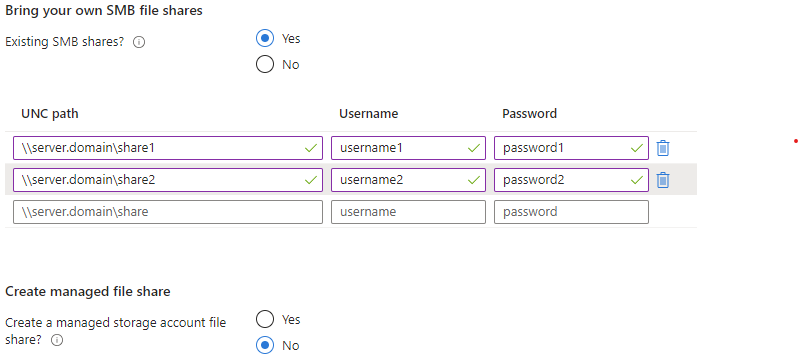 Bring your own SMB file shares
Existing SMB shares?
Yes
No
UNC path Username Password
\\server.domain\share1 username1 password1
\\server.domain\share2 username2 password2
\\server.domain\share username password
Create managed file share
Create a managed storage account file
share?
Yes
No